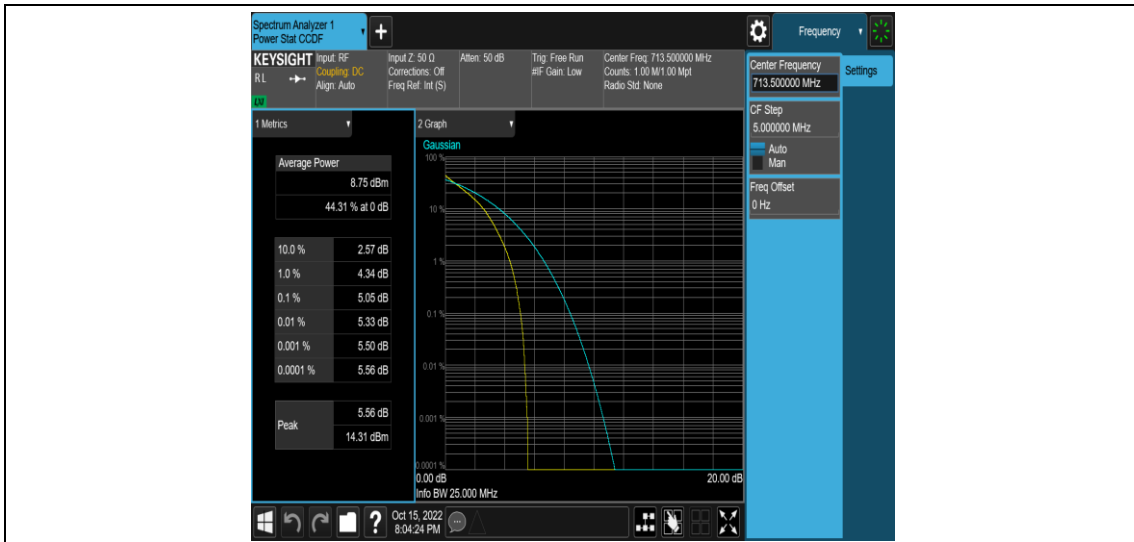 Spectrum Analyzer 1
Power Stat CCDF
Frequency
KEYSIGHT
RL
LXI
Input: RF
Coupling: DC
Align: Auto
Input Z: 50 Ω
Corrections: Off
Freq Ref: Int (S)
Atten: 50 dB
Trig: Free Run
#IF Gain: Low
Center Freq: 713.500000 MHz
Counts: 1.00 M/1.00 Mpt
Radio Std: None
Center Frequency
713.500000 MHz
Settings
CF Step
5.000000 MHz
Auto
Man
Freq Offset
0 Hz
1 Metrics
Average Power
8.75 dBm
44.31 % at 0 dB
10.0 % 2.57 dB
1.0 % 4.34 dB
0.1 % 5.05 dB
0.01 % 5.33 dB
0.001 % 5.50 dB
0.0001 % 5.56 dB
Peak
5.56 dB
14.31 dBm
2 Graph
Gaussian
100 %
10 %
1 %
0.1 %
0.01 %
0.001 %
0.0001 %
0.00 dB 20.00 dB
Info BW 25.000 MHz
?
Oct 15, 2022
8:04:24 PM